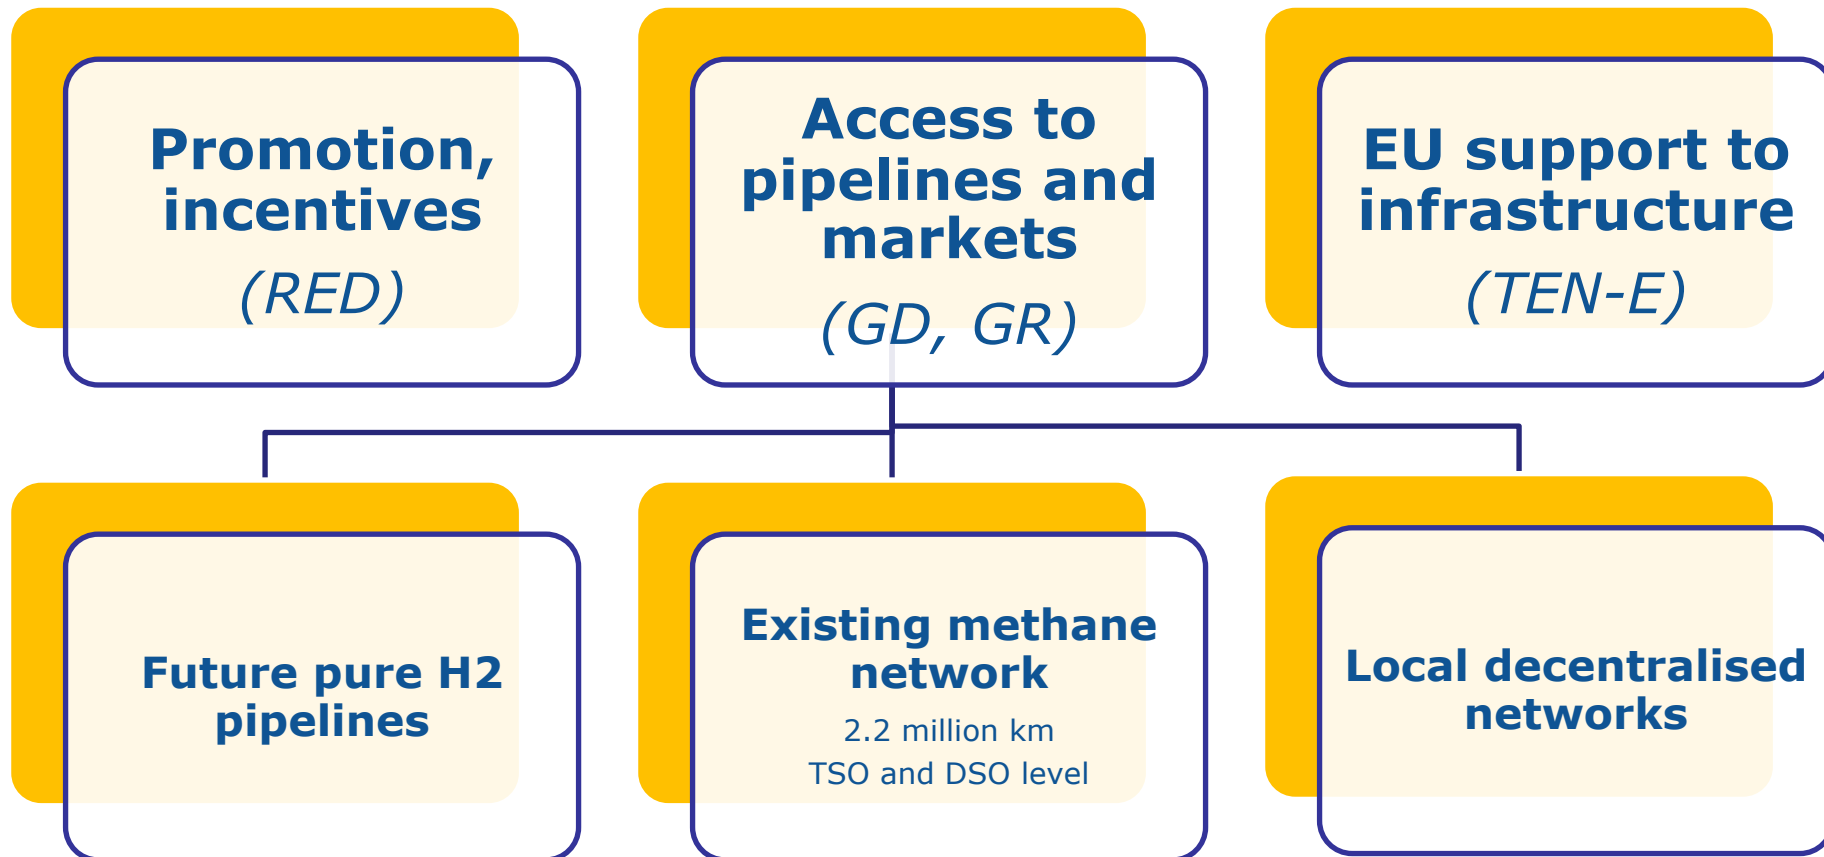 Promotion,
incentives
(RED)
Access to
pipelines and
markets
(GD, GR)
EU support to
infrastructure
(TEN-E)
Future pure H2
pipelines
Existing methane
network
2.2 million km
TSO and DSO level
Local decentralised
networks